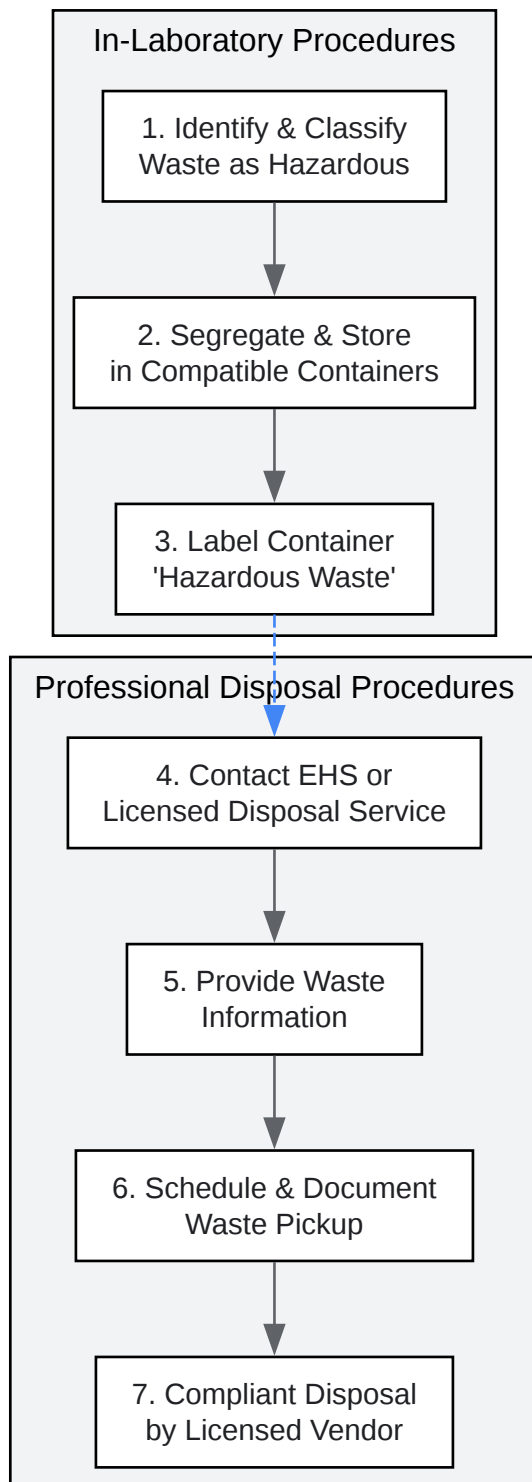 In-Laboratory Procedures
1. Identify & Classify
Waste as Hazardous
2. Segregate & Store
in Compatible Containers
3. Label Container
'Hazardous Waste'
Professional Disposal Procedures
4. Contact EHS or
Licensed Disposal Service
5. Provide Waste
Information
6. Schedule & Document
Waste Pickup
7. Compliant Disposal
by Licensed Vendor